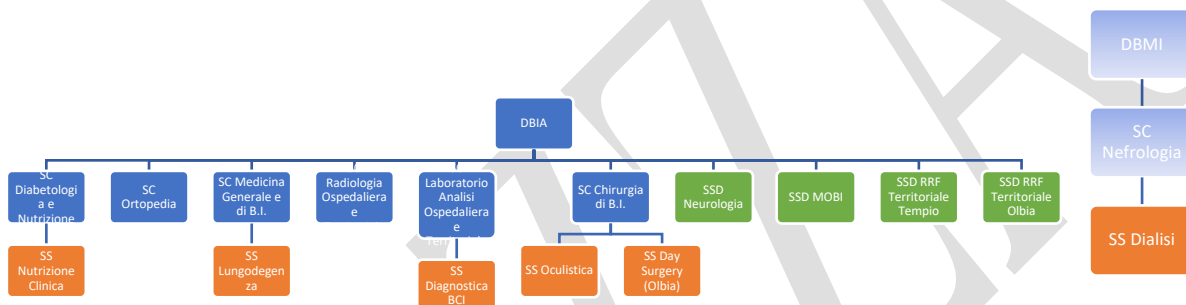 DBMI
DBIA
SC
Nefrologia
SC
Diabetologi
a e
Nutrizione
SC
Ortopedia
SC Medicina
Generale e
di B.I.
Radiologia
Ospedaliera
e
Laboratorio
Analisi
Ospedaliera
e
SC Chirurgia
di B.I.
SSD
Neurologia
SSD MOBI
SSD RRF
Territoriale
Tempio
SSD RRF
Territoriale
Olbia
SS Dialisi
SS
Nutrizione
Clinica
SS
Lungodegen
za
SS
Diagnostica
BCI
SS Oculistica
SS Day
Surgery
(Olbia)